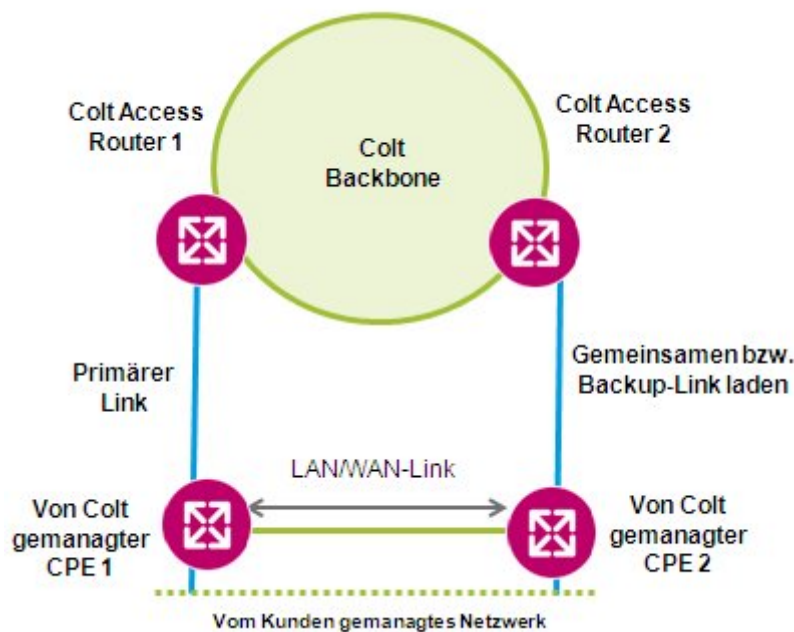 Colt Access
Router 1
Colt Access
Router 2
Colt
Backbone
Primärer
Link
Gemeinsamen bzw.
Backup-Link laden
LAN/WAN-Link
Von Colt
gemanagter
CPE 1
Von Colt
gemanagter
CPE 2
Vom Kunden gemanagtes Netzwerk